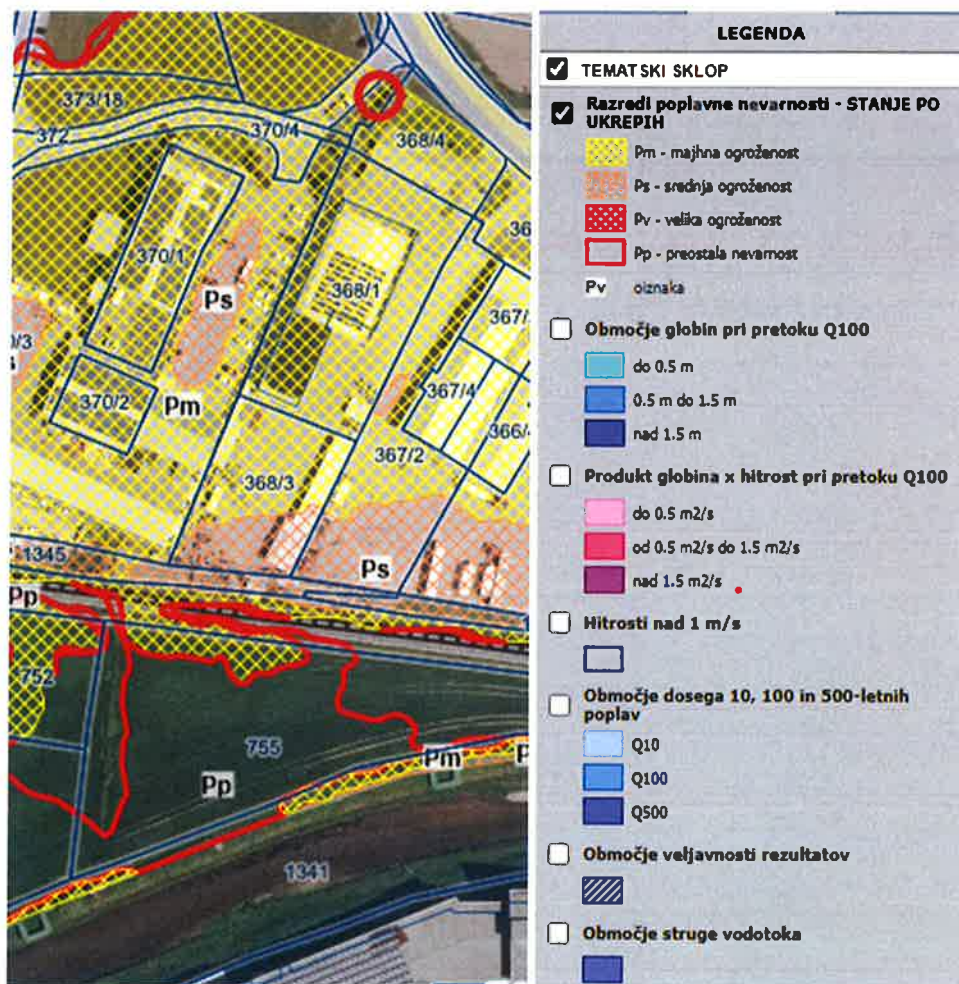 373/18
372
370/4
368/4
370/1
Ps
368/1
370/2
Pm
367/4
367/2
368/3
1345
Ps
Pp
752
755
Pm
Pp
1341
LEGENDA
TEMATSKI SKLOP
Razredi poplavne nevarnosti - STANJE PO
UKREPIH
Pm - majhna ogroženost
Ps - srednja ogroženost
Pv - velika ogroženost
Pp - preostala nevarnost
Pv oznaka
Območje globin pri pretoku Q100
do 0.5 m
0.5 m do 1.5 m
nad 1.5 m
Produkt globina x hitrost pri pretoku Q100
do 0.5 m2/s
od 0.5 m2/s do 1.5 m2/s
nad 1.5 m2/s
Hitrosti nad 1 m/s
Območje dosega 10, 100 in 500-letnih
poplav
Q10
Q100
Q500
Območje veljavnosti rezultatov
Območje struge vodotoka